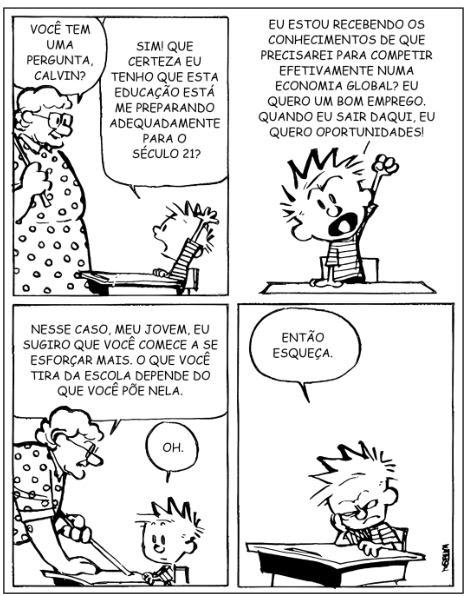 VOCÊ TEM
UMA
PERGUNTA,
CALVIN?
SIM! QUE
CERTEZA EU
TENHO QUE ESTA
EDUCAÇÃO ESTÁ
ME PREPARANDO
ADEQUADAMENTE
PARA O
SÉCULO 21?
EU ESTOU RECEBENDO OS
CONHECIMENTOS DE QUE
PRECISAREI PARA COMPETIR
EFETIVAMENTE NUMA
ECONOMIA GLOBAL? EU
QUERO UM BOM EMPREGO.
QUANDO EU SAIR DAQUI, EU
QUERO OPORTUNIDADES!
NESSE CASO, MEU JOVEM, EU
SUGIRO QUE VOCÊ COMECE A SE
ESFORÇAR MAIS. O QUE VOCÊ
TIRA DA ESCOLA DEPENDE DO
QUE VOCÊ PÕE NELA.
OH.
ENTÃO
ESQUEÇA.